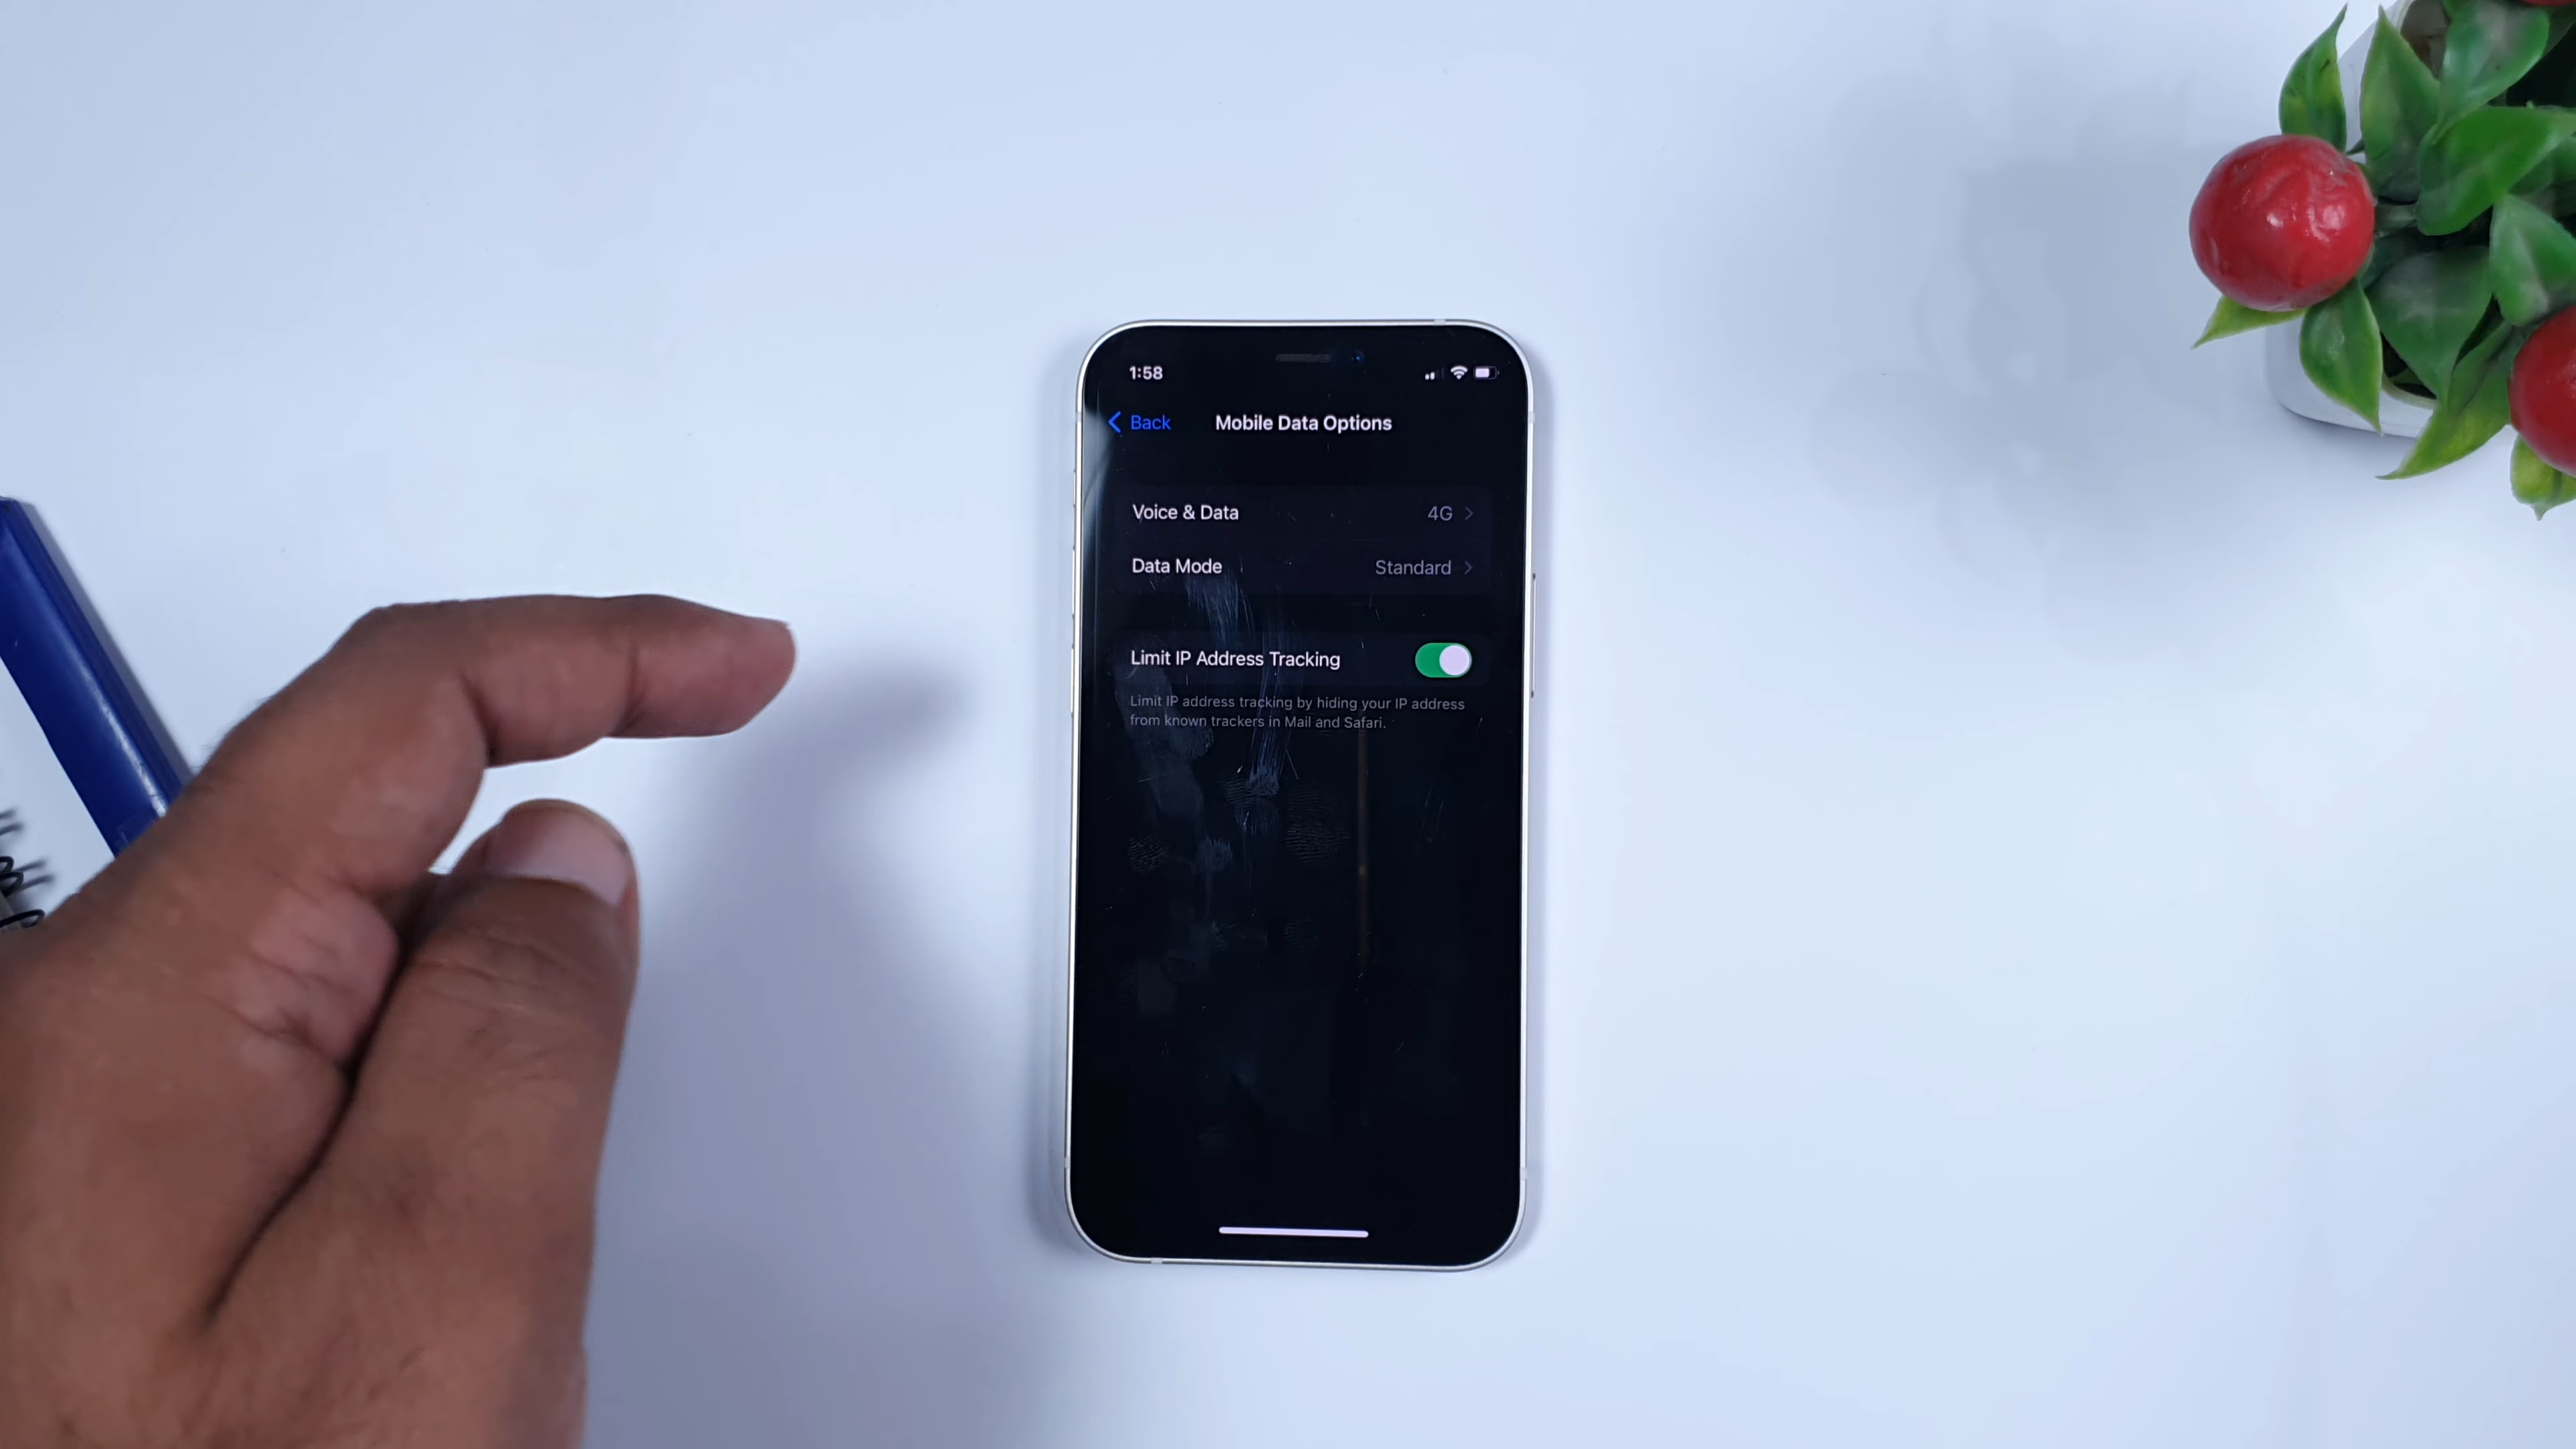 1:58
Back Mobile Data Options
Voice & Data 4G
Data Mode Standard
Limit IP Address Tracking
Limit IP address tracking by hiding your IP address
from known trackers in Mail and Safari.